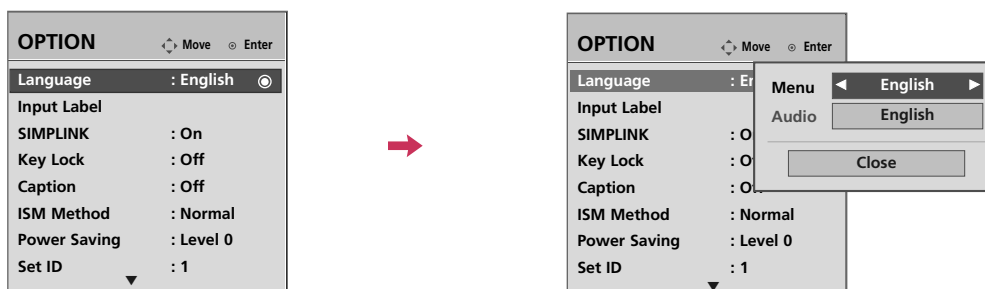 OPTION Move Enter
Language : English
Input Label
SIMPLINK : On
Key Lock : Off
Caption : Off
ISM Method : Normal
Power Saving : Level 0
Set ID : 1
OPTION Move Enter
Language : En
Input Label
SIMPLINK : O
Key Lock : O
Caption : O
ISM Method : Normal
Power Saving : Level 0
Set ID : 1
Menu English
Audio English
Close